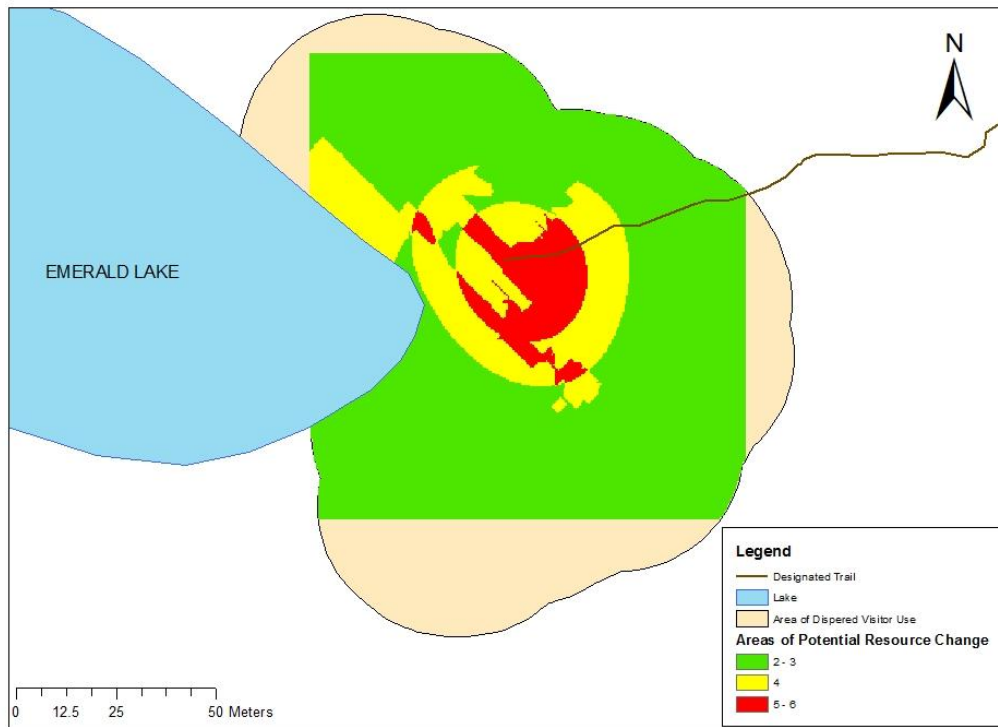 N
EMERALD LAKE
Legend
Designated Trail
Lake
Area of Dispered Visitor Use
Areas of Potential Resource Change
2 - 3
4
5 - 6
0 12.5 25 50 Meters